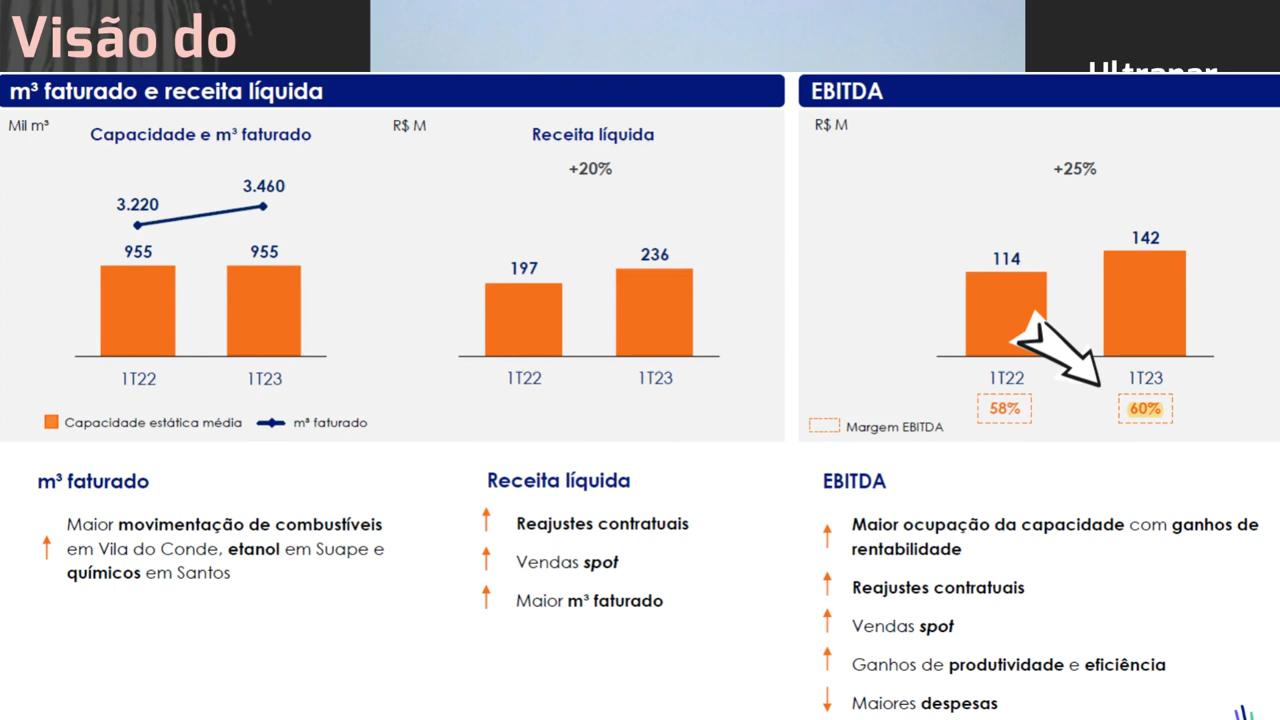 Visão do
Ultrapar
m³ faturado e receita líquida
Mil m³
Capacidade e m³ faturado
3.220
3.460
955
955
1T22
1T23
Capacidade estática média
m³ faturado
R$ M
Receita líquida
+20%
197
236
1T22
1T23
EBITDA
R$ M
+25%
114
142
1T22
1T23
58%
60%
Margem EBITDA
m³ faturado
Maior movimentação de combustíveis
em Vila do Conde, etanol em Suape e
químicos em Santos
Receita líquida
Reajustes contratuais
Vendas spot
Maior m³ faturado
EBITDA
Maior ocupação da capacidade com ganhos de
rentabilidade
Reajustes contratuais
Vendas spot
Ganhos de produtividade e eficiência
Maiores despesas